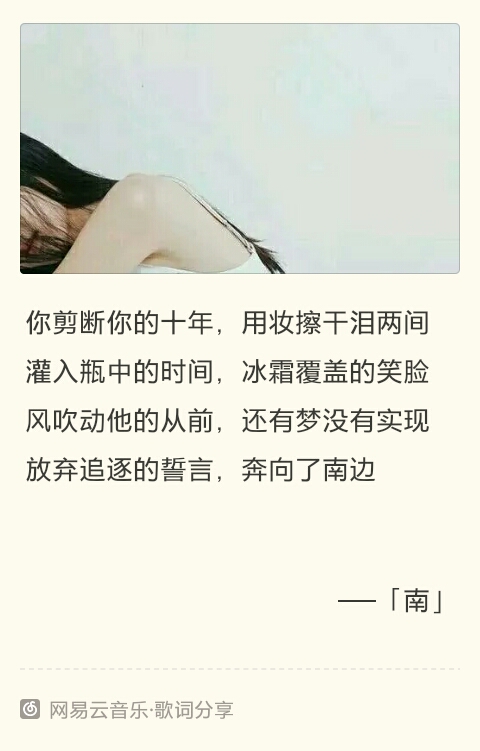 你剪断你的十年，用妆擦干泪两间
灌入瓶中的时间，冰霜覆盖的笑脸
风吹动他的从前，还有梦没有实现
放弃追逐的誓言，奔向了南边
——「南」
网易云音乐·歌词分享